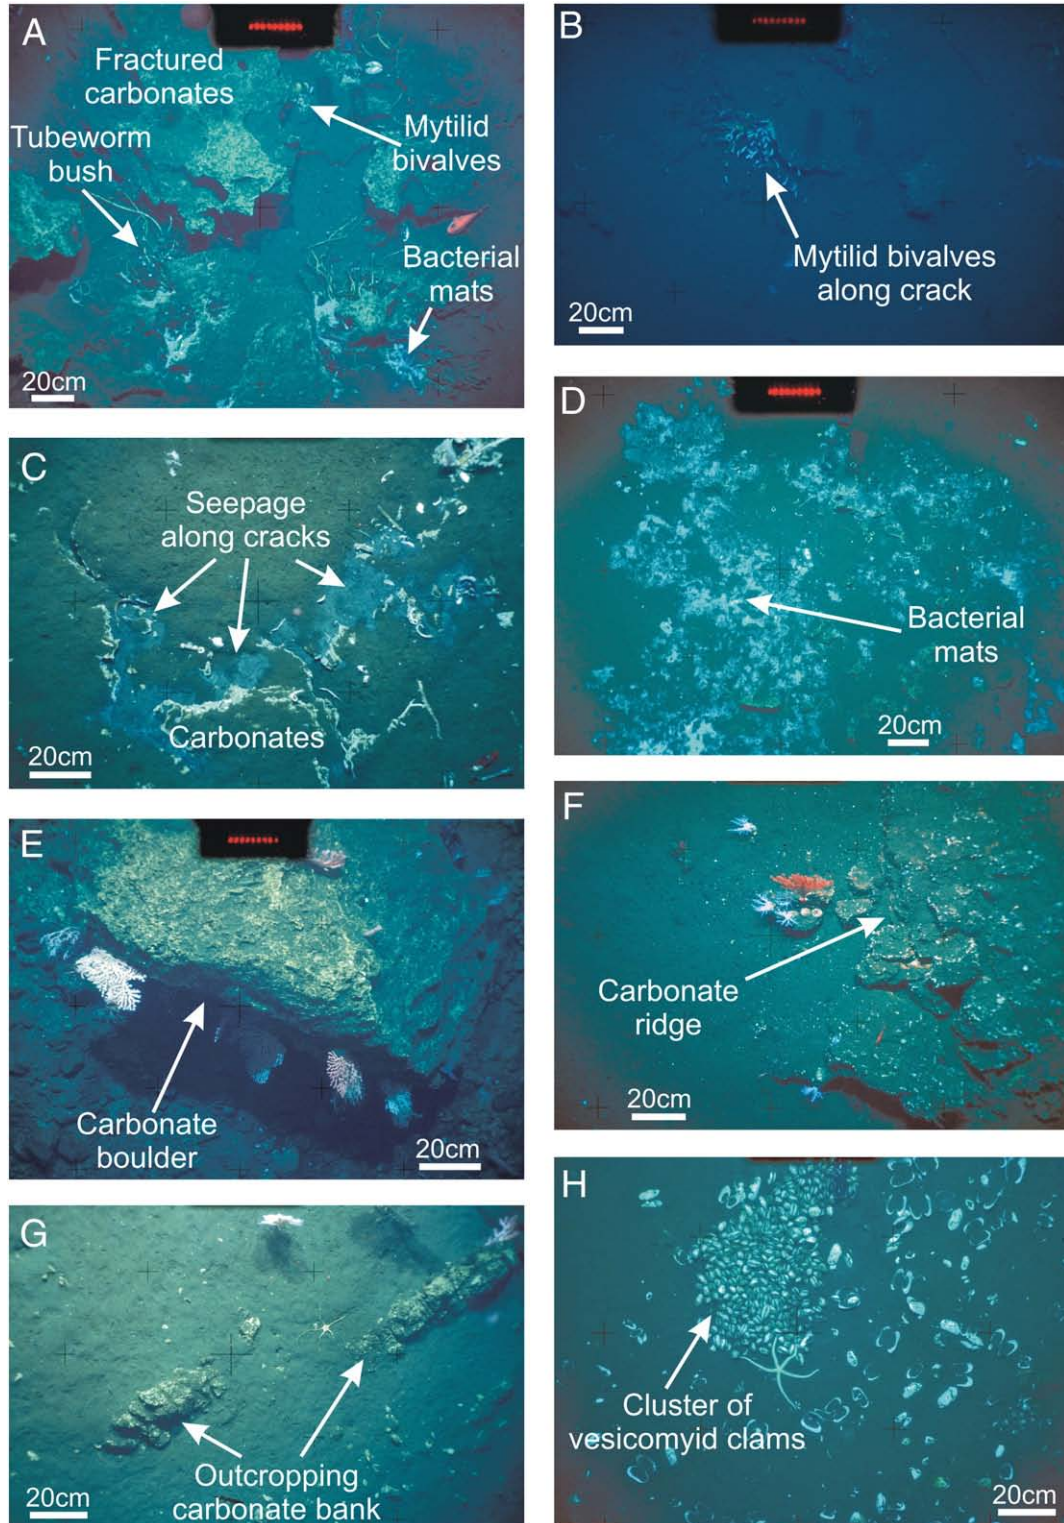 A
Fractured
carbonates
Tubeworm
bush
Mytilid
bivalves
Bacterial
mats
20cm
B
Mytilid bivalves
along crack
20cm
C
Seepage
along cracks
Carbonates
20cm
D
Bacterial
mats
20cm
E
Carbonate
boulder
20cm
F
Carbonate
ridge
20cm
G
Outcropping
carbonate bank
20cm
H
Cluster of
vesicomyid clams
20cm